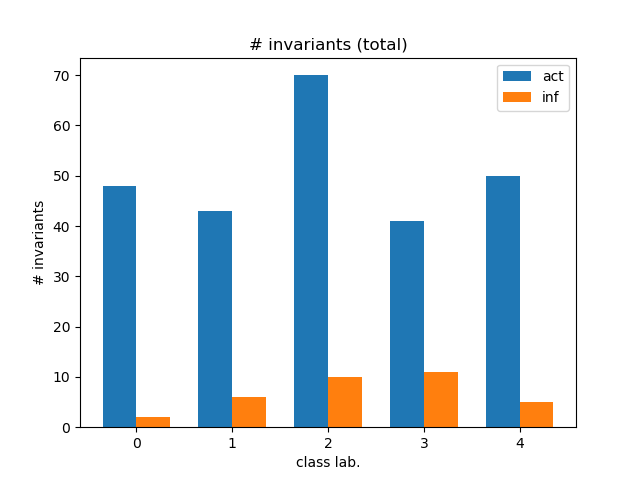 # invariants (total)
act
inf
# invariants
70
60
50
40
30
20
10
0
0 1 2 3 4
class lab.